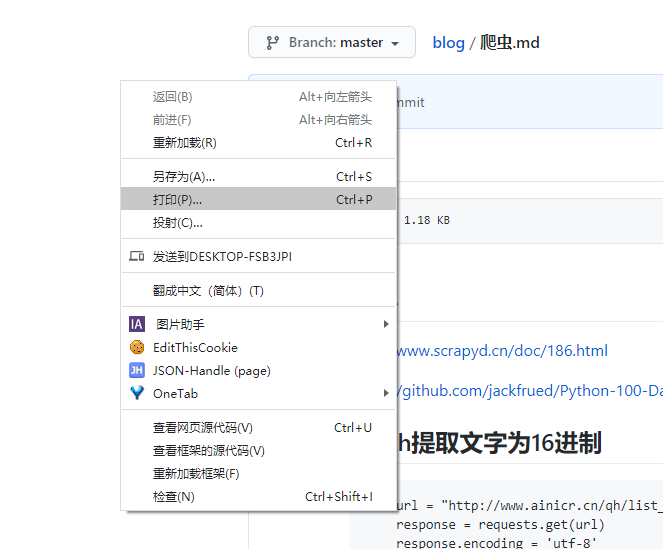 Branch: master
blog / 爬虫.md
mmit
返回(B) Alt+向左箭头
前进(F) Alt+向右箭头
重新加载(R) Ctrl+R
另存为(A)... Ctrl+S
打印(P)... Ctrl+P
投射(C)...
发送到DESKTOP-FSB3JPI
翻成中文（简体）(T)
IA 图片助手
EditThisCookie
JH JSON-Handle (page)
OneTab
查看网页源代码(V) Ctrl+U
查看框架的源代码(V)
重新加载框架(F)
检查(N) Ctrl+Shift+I
1.18 KB
www.scrapyd.cn/doc/186.html
/github.com/jackfrued/Python-100-Da
h提取文字为16进制
url = "http://www.ainicr.cn/qh/list_
response = requests.get(url)
response.encoding = 'utf-8'